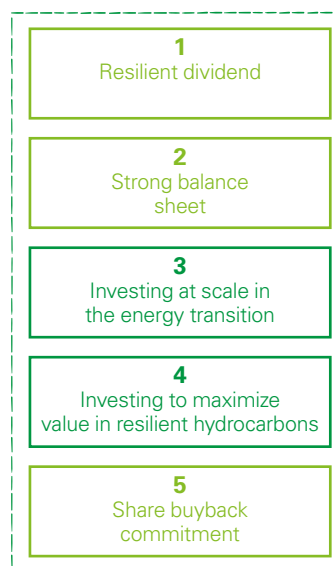 1
Resilient dividend
2
Strong balance
sheet
3
Investing at scale in
the energy transition
4
Investing to maximize
value in resilient hydrocarbons
5
Share buyback
commitment